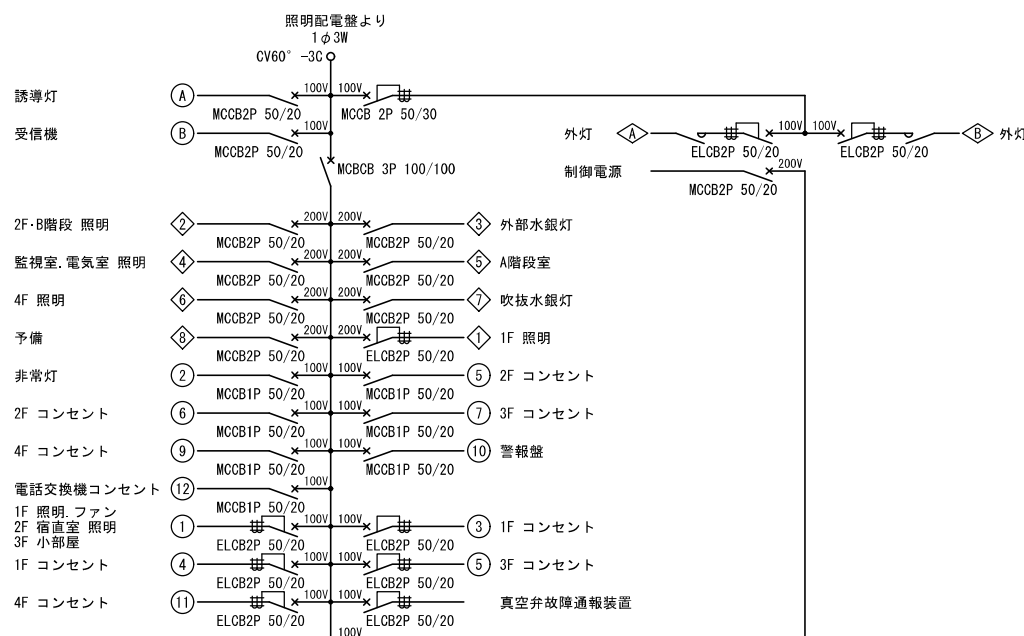 照明配電盤より
1φ3W
CV60° -3C
誘導灯 A 100V 100V
MCCB2P 50/20 MCCB 2P 50/30
受信機 B 100V
MCCB2P 50/20
外灯 A 100V 100V B 外灯
ELCB2P 50/20 ELCB2P 50/20
MCBCB 3P 100/100
制御電源 200V
MCCB2P 50/20
2F・B階段 照明 2 200V 200V 3 外部水銀灯
MCCB2P 50/20 MCCB2P 50/20
監視室.電気室 照明 4 200V 200V 5 A階段室
MCCB2P 50/20 MCCB2P 50/20
4F 照明 6 200V 200V 7 吹抜水銀灯
MCCB2P 50/20 MCCB2P 50/20
予備 8 200V 200V 1 1F 照明
MCCB2P 50/20 ELCB2P 50/20
非常灯 2 100V 100V 5 2F コンセント
MCCB1P 50/20 MCCB1P 50/20
2F コンセント 6 100V 100V 7 3F コンセント
MCCB1P 50/20 MCCB1P 50/20
4F コンセント 9 100V 100V 10 警報盤
MCCB1P 50/20 MCCB1P 50/20
電話交換機コンセント 12 100V
MCCB1P 50/20
1F 照明.ファン
2F 宿直室 照明 1 100V 100V 3 1F コンセント
3F 小部屋
ELCB2P 50/20 ELCB2P 50/20
1F コンセント 4 100V 100V 5 3F コンセント
ELCB2P 50/20 ELCB2P 50/20
4F コンセント 11 100V 100V 真空弁故障通報装置
ELCB2P 50/20 ELCB2P 50/20
100V